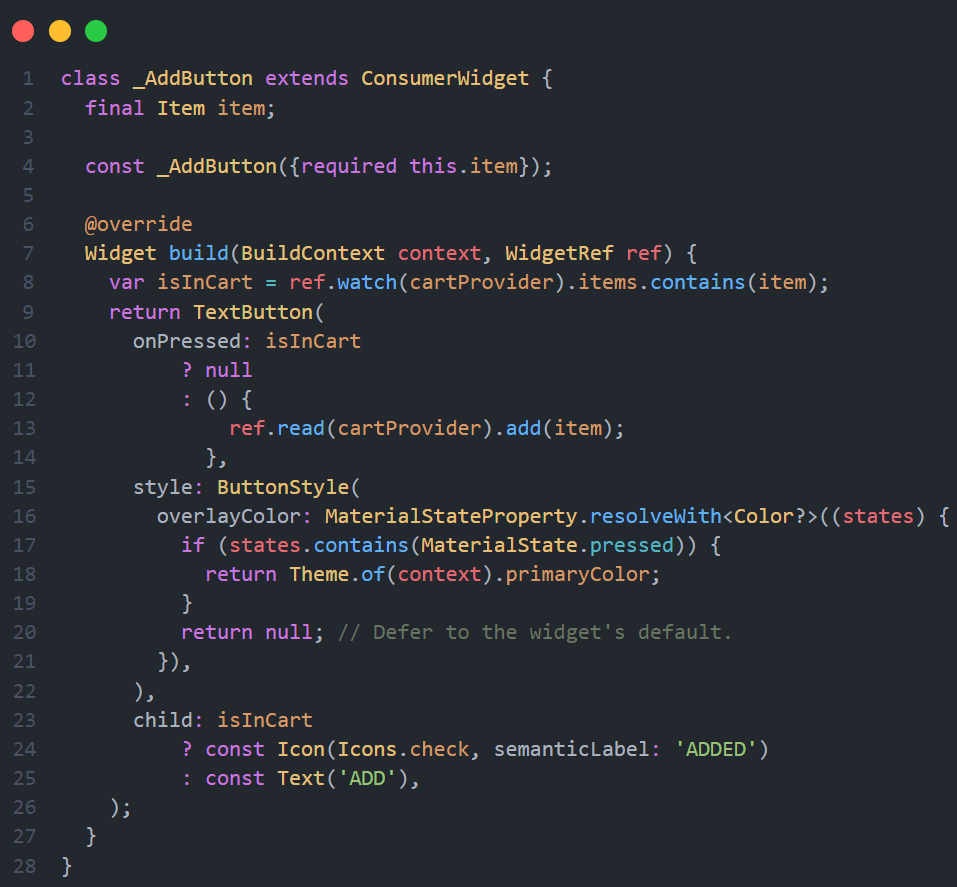 1 class _AddButton extends ConsumerWidget {
2   final Item item;
3
4   const _AddButton({required this.item});
5
6   @override
7   Widget build(BuildContext context, WidgetRef ref) {
8     var isInCart = ref.watch(cartProvider).items.contains(item);
9     return TextButton(
10       onPressed: isInCart
11           ? null
12           : () {
13               ref.read(cartProvider).add(item);
14             },
15       style: ButtonStyle(
16         overlayColor: MaterialStateProperty.resolveWith<Color?>((states) {
17           if (states.contains(MaterialState.pressed)) {
18             return Theme.of(context).primaryColor;
19           }
20           return null; // Defer to the widget's default.
21         }),
22       ),
23       child: isInCart
24           ? const Icon(Icons.check, semanticLabel: 'ADDED')
25           : const Text('ADD'),
26     );
27   }
28 }